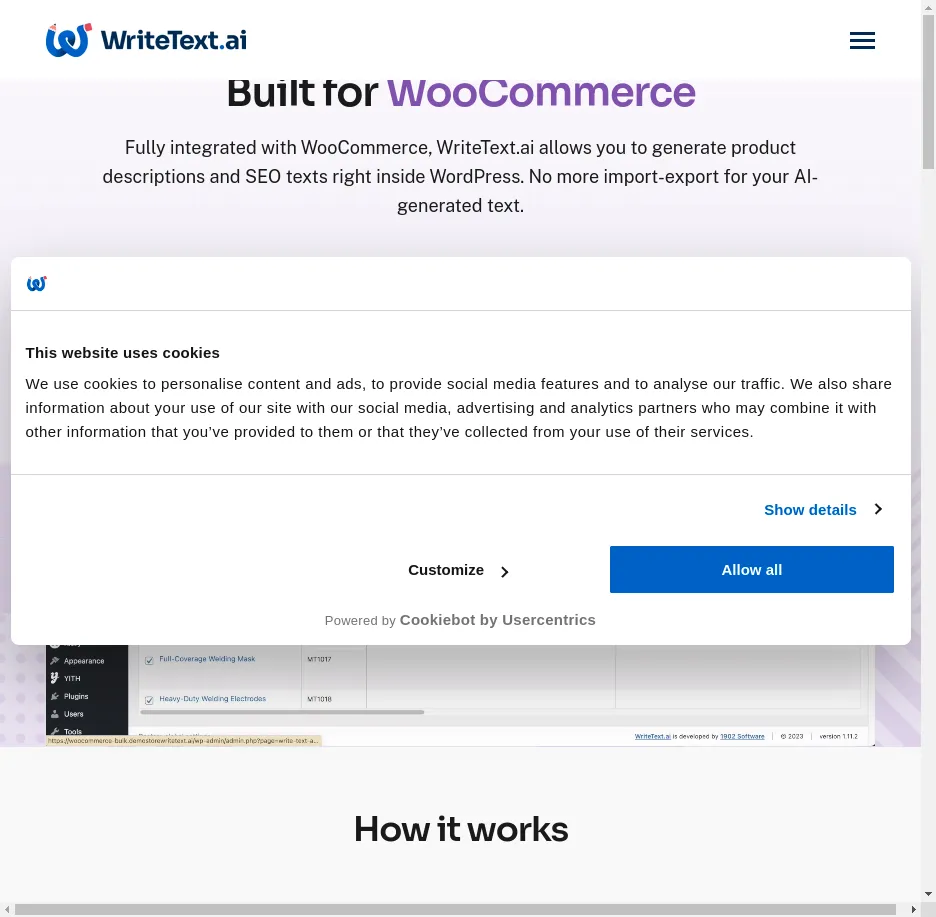 WriteText.ai
Built for WooCommerce
Fully integrated with WooCommerce, WriteText.ai allows you to generate product
descriptions and SEO texts right inside WordPress. No more import-export for your AI-
generated text.
This website uses cookies
We use cookies to personalise content and ads, to provide social media features and to analyse our traffic. We also share
information about your use of our site with our social media, advertising and analytics partners who may combine it with
other information that you’ve provided to them or that they’ve collected from your use of their services.
Show details
Customize
Allow all
Powered by Cookiebot by Usercentrics
Full-Coverage Welding Mask MT1017
Appearance
YITH
Plugins
Heavy-Duty Welding Electrodes MT1018
Users
Tools
WriteText.ai is developed by 1902 Software | © 2023 | version 1.11.2
https://woocommerce-bulk.demostorewritetext.ai/wp-admin/admin.php?page=write-text-a...
How it works